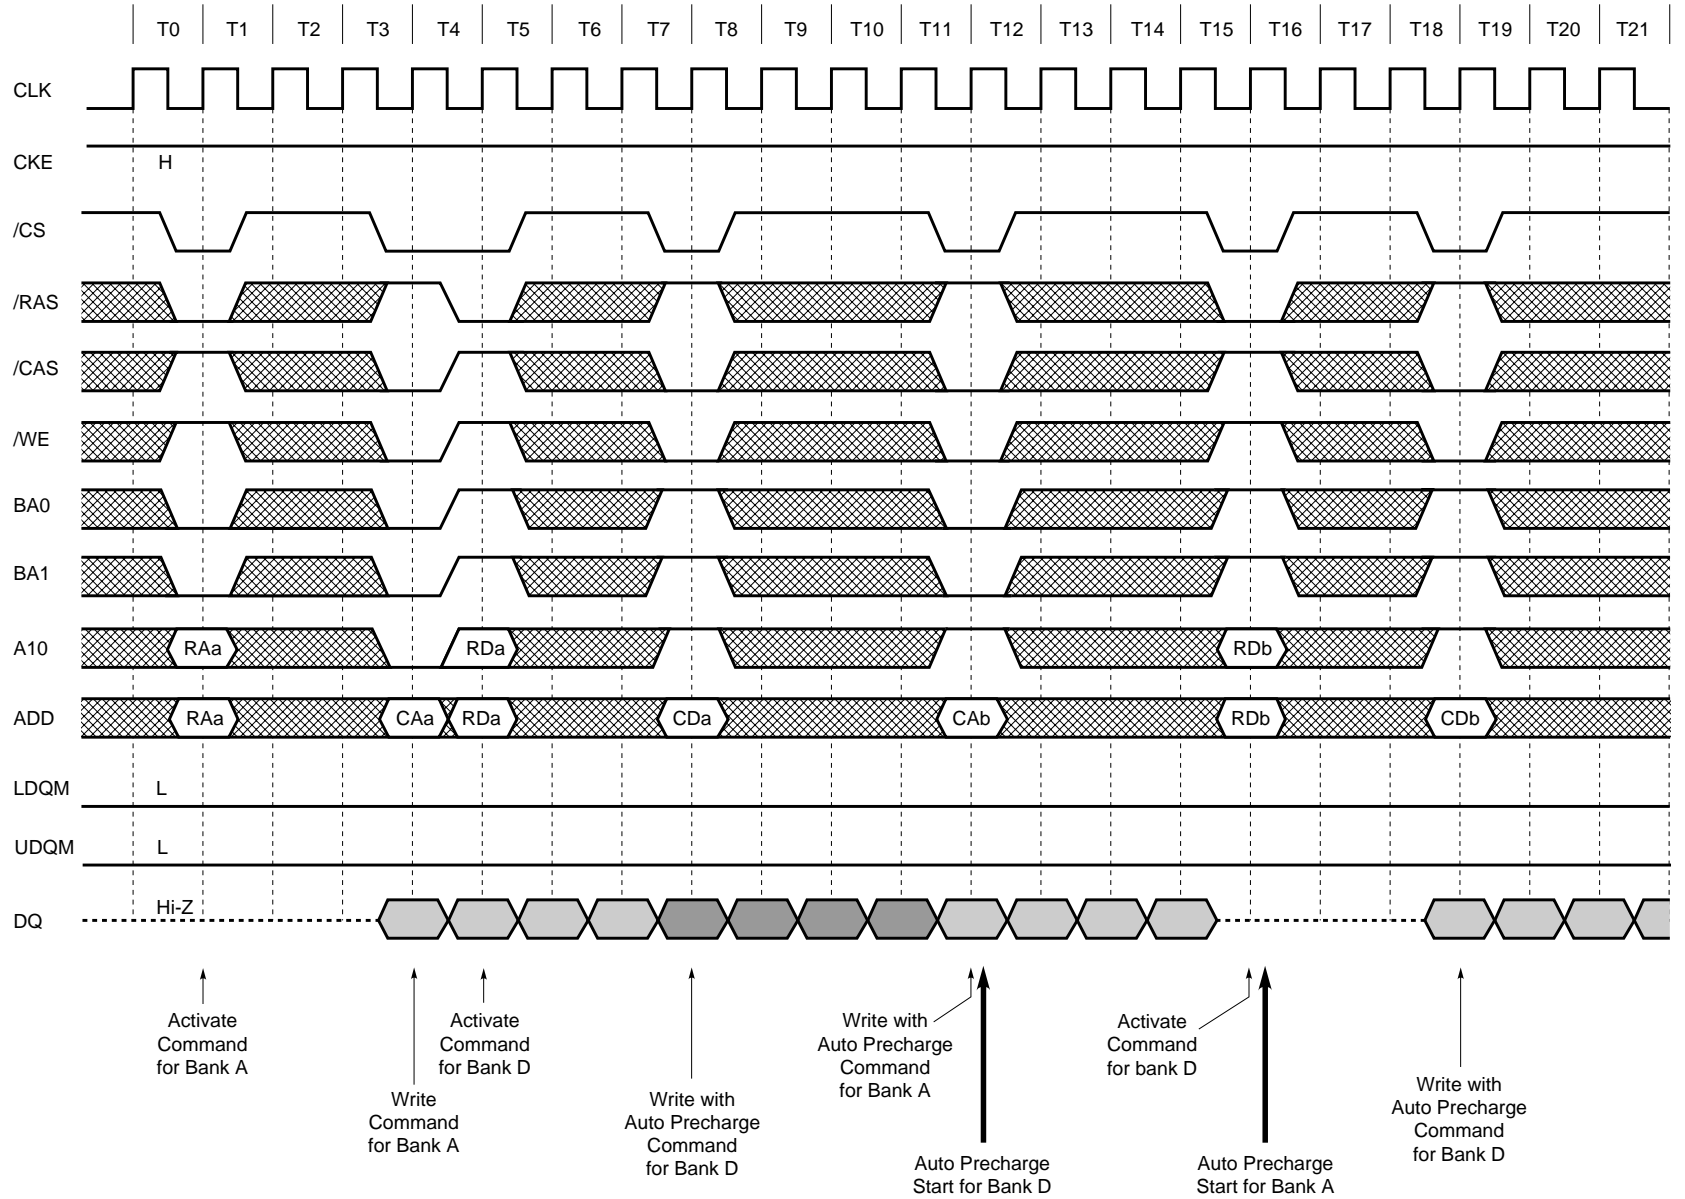 T0 T1 T2 T3 T4 T5 T6 T7 T8 T9 T10 T11 T12 T13 T14 T15 T16 T17 T18 T19 T20 T21
CLK
CKE H
/CS
/RAS
/CAS
/WE
BA0
BA1
A10 RAa RDa RDb
ADD RAa CAa RDa CDa CAb RDb CDb
LDQM L
UDQM L
DQ Hi-Z
Activate
Command
for Bank A
Write
Command
for Bank A
Activate
Command
for Bank D
Write with
Auto Precharge
Command
for Bank D
Write with
Auto Precharge
Command
for Bank A
Auto Precharge
Start for Bank D
Activate
Command
for bank D
Auto Precharge
Start for Bank A
Write with
Auto Precharge
Command
for Bank D